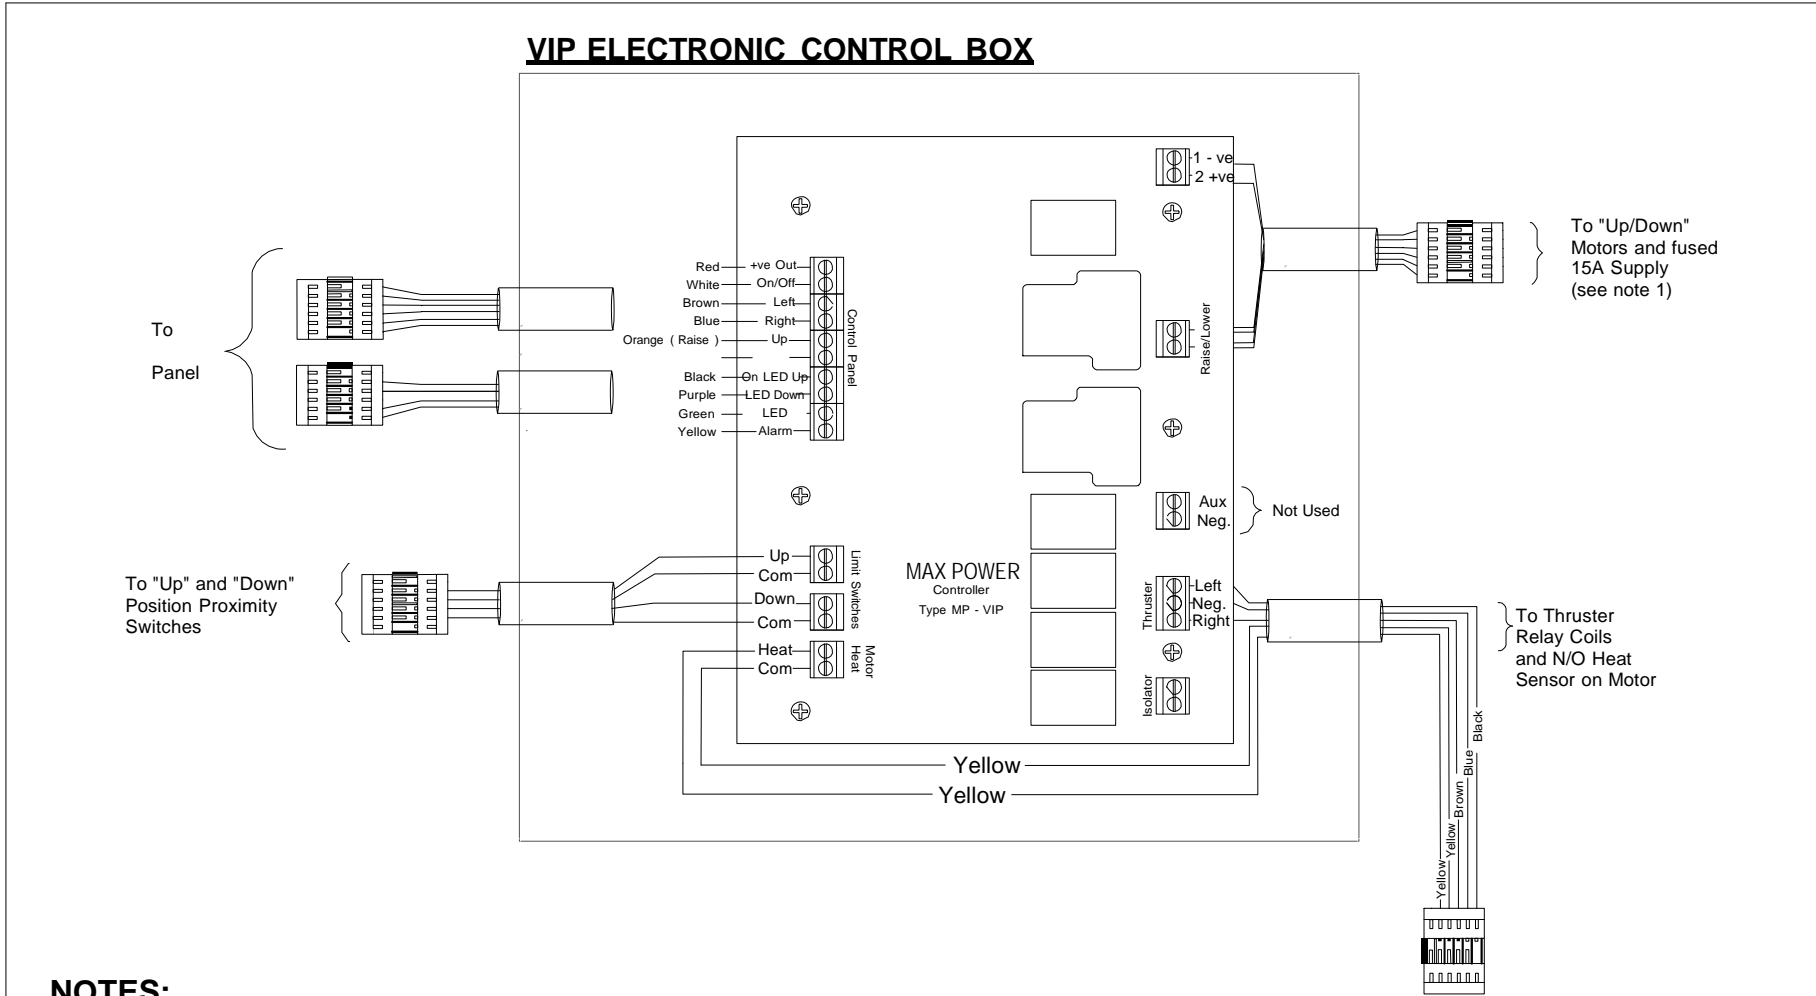 VIP ELECTRONIC CONTROL BOX
1 - ve
2 +ve
To "Up/Down"
Motors and fused
15A Supply
(see note 1)
To
Panel
Red +ve Out
White On/Off
Brown Left
Blue Right
Orange ( Raise ) Up
Black On LED Up
Purple LED Down
Green LED
Yellow Alarm
Control Panel
Raise/Lower
Aux
Neg.
Not Used
To "Up" and "Down"
Position Proximity
Switches
Up
Com
Down
Com
Limit Switches
Heat
Com
Motor
Heat
MAX POWER
Controller
Type MP - VIP
Thruster
Left
Neg.
Right
Isolator
To Thruster
Relay Coils
and N/O Heat
Sensor on Motor
Yellow
Yellow
Yellow
Yellow
Brown
Blue
Black
NOTES: